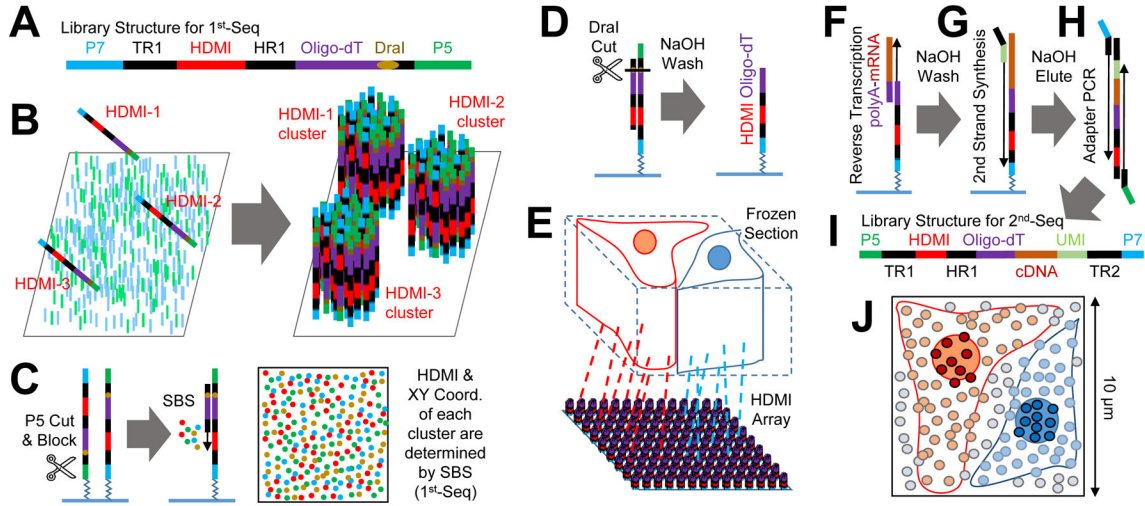 A
Library Structure for 1st-Seq
P7 TR1 HDMI HR1 Oligo-dT DraI P5
B
HDMI-1
HDMI-2
HDMI-3
HDMI-1
cluster
HDMI-2
cluster
HDMI-3
cluster
C
P5 Cut
& Block
SBS
HDMI &
XY Coord.
of each
cluster are
determined
by SBS
(1st-Seq)
D
DraI
Cut
NaOH
Wash
HDMI Oligo-dT
E
Frozen
Section
HDMI
Array
F
Reverse Transcription
polyA-mRNA
NaOH
Wash
G
2nd Strand Synthesis
NaOH
Elute
H
Adapter PCR
I
Library Structure for 2nd-Seq
P5 HDMI Oligo-dT UMI P7
TR1 HR1 cDNA TR2
J
10 μm